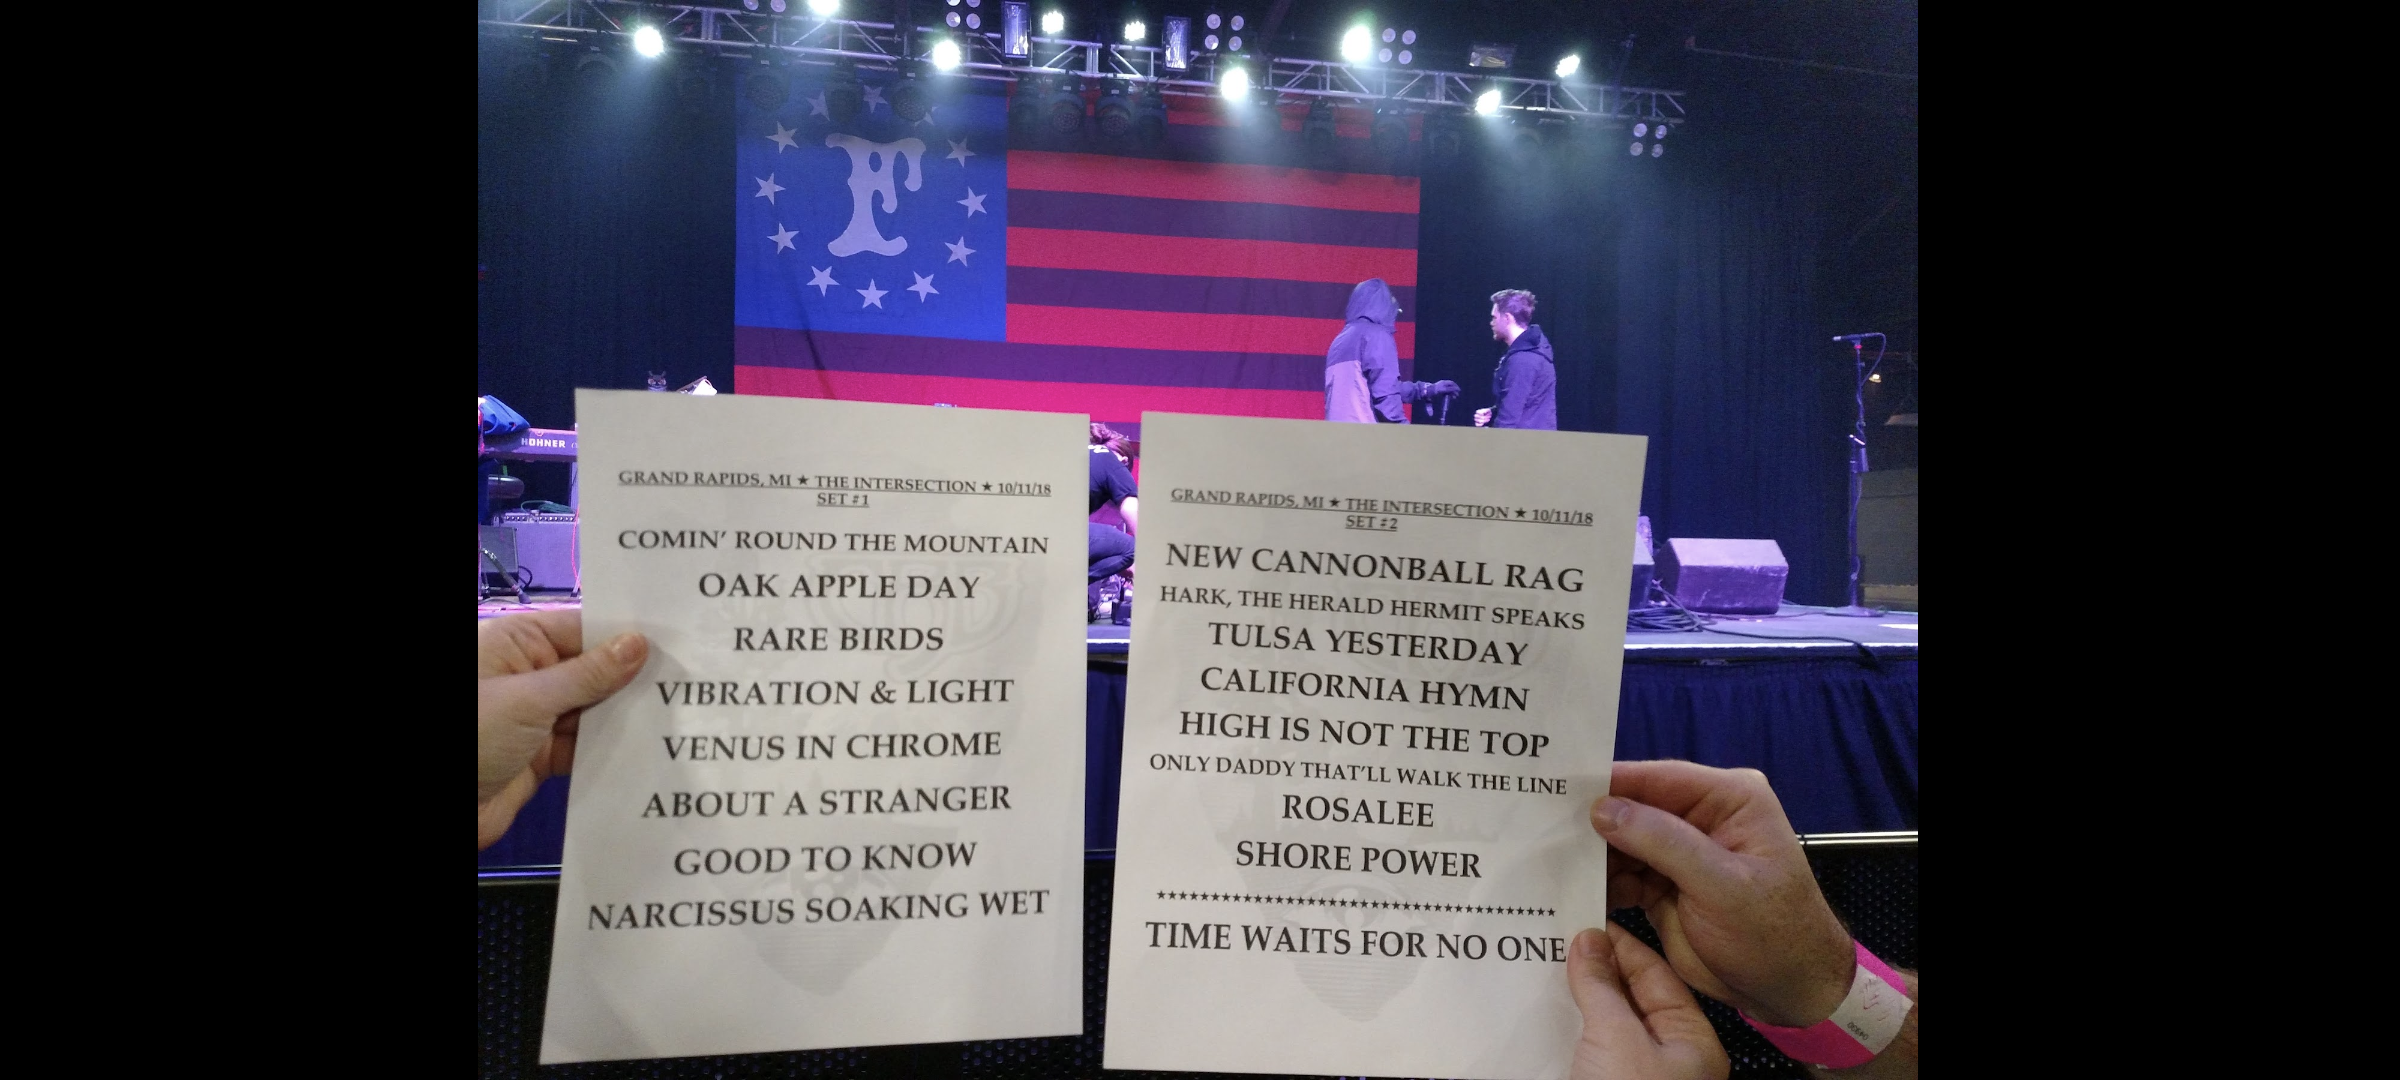 F
HOHNER
GRAND RAPIDS, MI ★ THE INTERSECTION ★ 10/11/18
SET #1
COMIN' ROUND THE MOUNTAIN
OAK APPLE DAY
RARE BIRDS
VIBRATION & LIGHT
VENUS IN CHROME
ABOUT A STRANGER
GOOD TO KNOW
NARCISSUS SOAKING WET
GRAND RAPIDS, MI ★ THE INTERSECTION ★ 10/11/18
SET #2
NEW CANNONBALL RAG
HARK, THE HERALD HERMIT SPEAKS
TULSA YESTERDAY
CALIFORNIA HYMN
HIGH IS NOT THE TOP
ONLY DADDY THAT'LL WALK THE LINE
ROSALEE
SHORE POWER
★★★★★★★★★★★★★★★★★★★★★★★★★★★★★★★★★★★★★
TIME WAITS FOR NO ONE